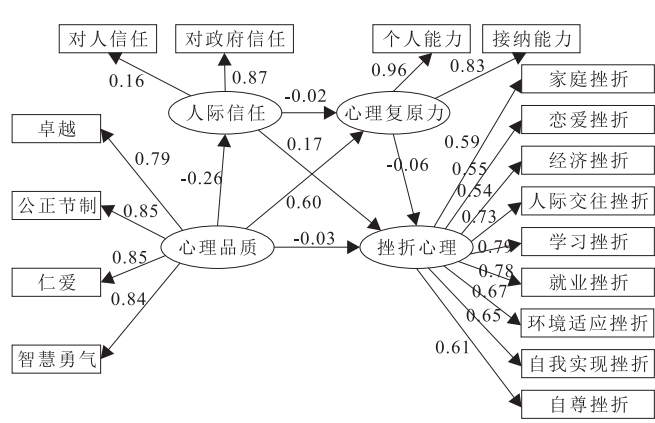 对人信任
对政府信任
个人能力
接纳能力
0.16
0.87
0.96
0.83
家庭挫折
人际信任
-0.02
心理复原力
恋爱挫折
卓越
0.79
0.17
0.59
0.55
经济挫折
-0.26
-0.06
0.54
公正节制
0.85
0.60
0.73
人际交往挫折
心理品质
-0.03
挫折心理
0.79
学习挫折
仁爱
0.85
0.78
就业挫折
0.84
0.67
环境适应挫折
0.65
智慧勇气
0.61
自我实现挫折
自尊挫折